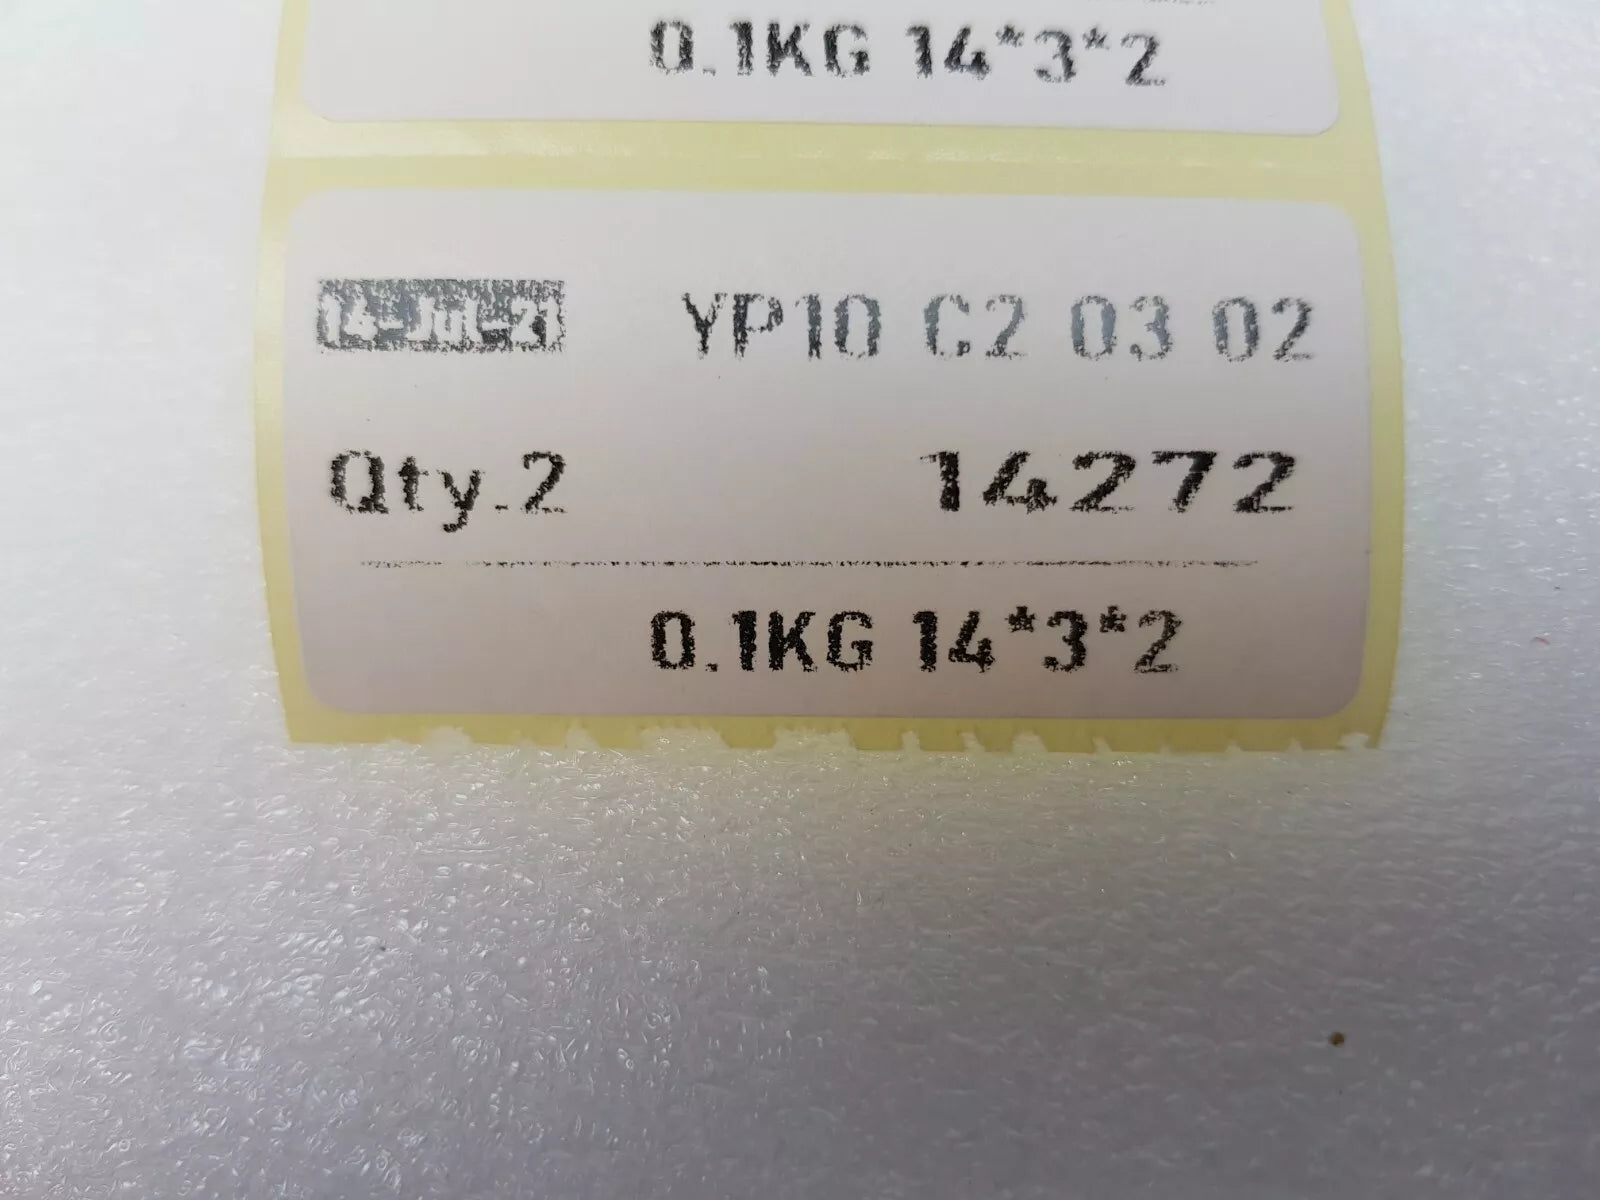 0.1KG 14*3*2
14-Jul-21 YP10 C2 03 02
Qty.2 14272
0.1KG 14*3*2